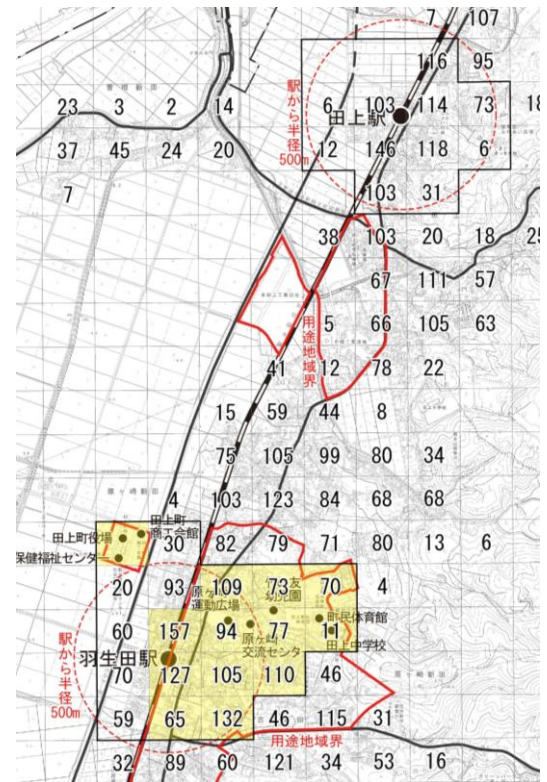 7 107
116 95
駅から半径500m
23 3 2 14 6 103 114 73 18
田上駅
37 45 24 20 12 146 118 6
7 103 31
38 103 20 18 25
67 111 57
用途地域界
5 66 105 63
41 12 78 22
15 59 44 8
75 105 99 80 34
4 103 123 84 68 68
田上町
商工会館
田上町役場
30 82 79 71 80 13 6
保健福祉センター
20 93 109 73 70 4
原ヶ
運動広場
友
幼児園
町民体育館
60 157 94 77
原ヶ崎
交流センタ
田上中学校
羽生田駅
駅から半径500m
70 127 105 110 46
59 65 132 46 115 31
用途地域界
32 89 60 121 34 53 16